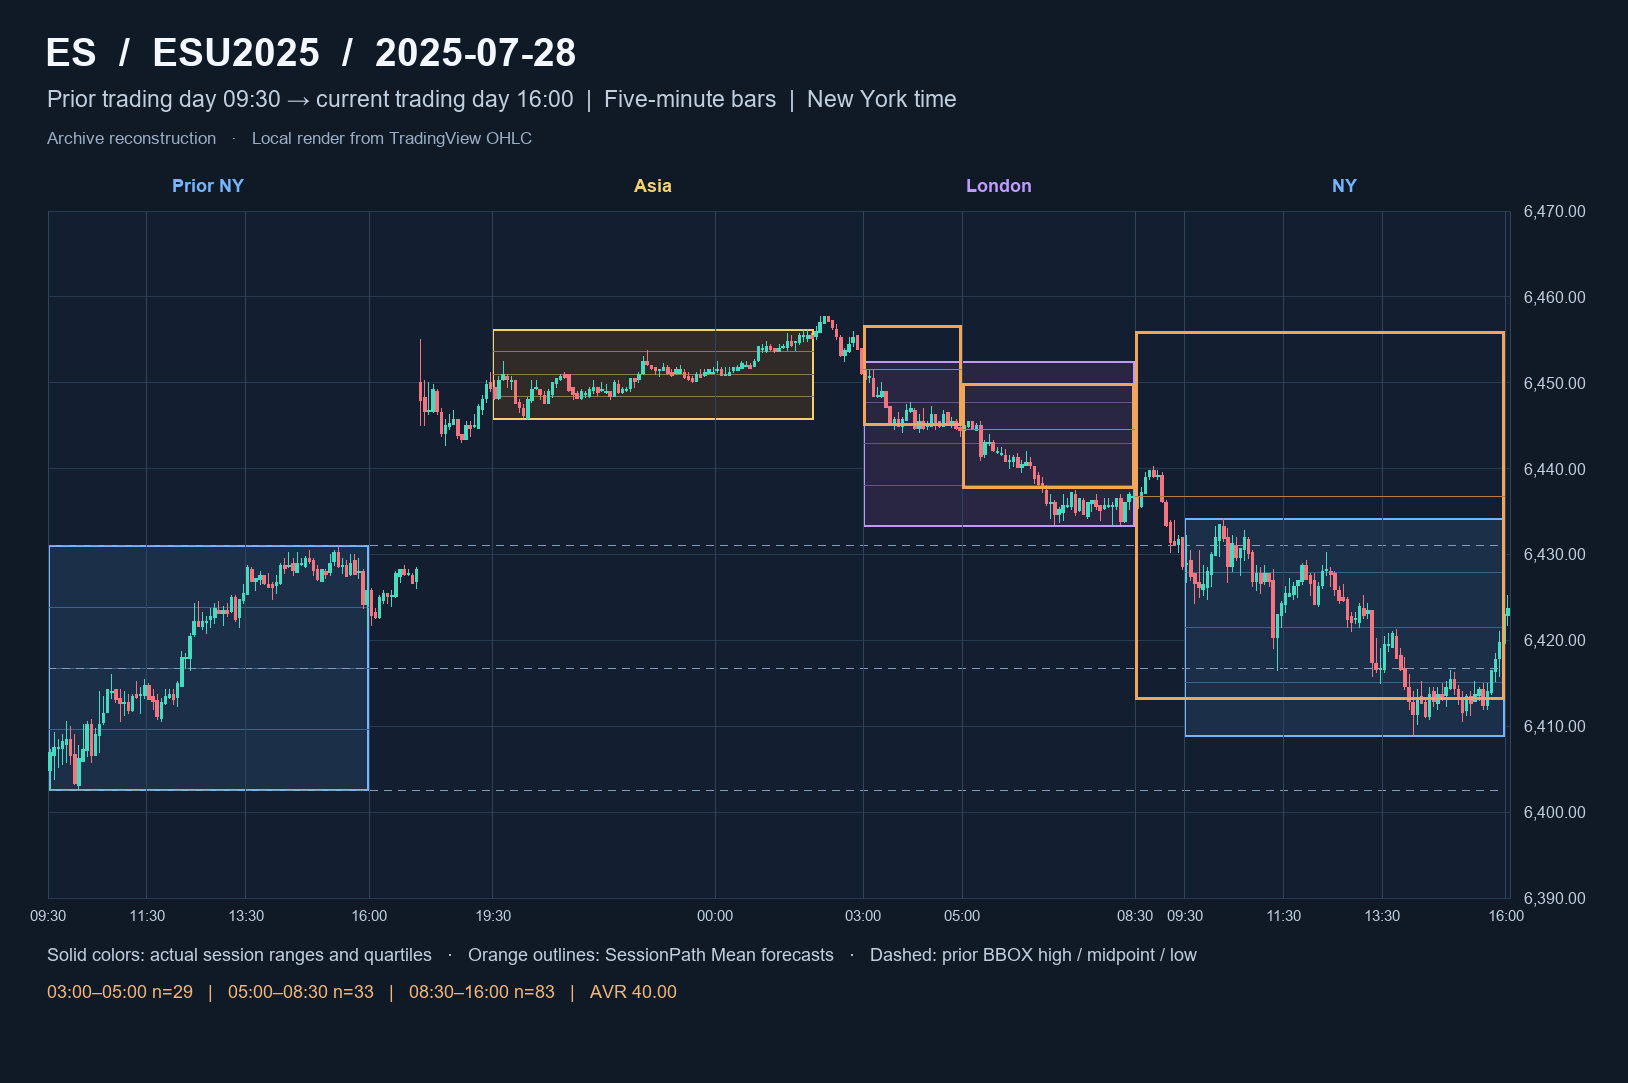 ES / ESU2025 / 2025-07-28
Prior trading day 09:30 → current trading day 16:00 | Five-minute bars | New York time
Archive reconstruction · Local render from TradingView OHLC
Prior NY Asia London NY
6,470.00
6,460.00
6,450.00
6,440.00
6,430.00
6,420.00
6,410.00
6,400.00
6,390.00
09:30 11:30 13:30 16:00 19:30 00:00 03:00 05:00 08:30 09:30 11:30 13:30 16:00
Solid colors: actual session ranges and quartiles · Orange outlines: SessionPath Mean forecasts · Dashed: prior BBOX high / midpoint / low
03:00–05:00 n=29 | 05:00–08:30 n=33 | 08:30–16:00 n=83 | AVR 40.00